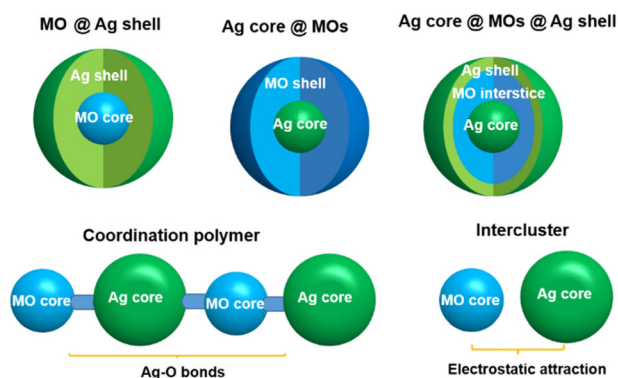 MO @ Ag shell
Ag core @ MOs
Ag core @ MOs @ Ag shell
Ag shell
MO core
MO shell
Ag core
Ag shell
MO interstice
Ag core
Coordination polymer
Intercluster
MO core
Ag core
MO core
Ag core
MO core
Ag core
Ag-O bonds
Electrostatic attraction